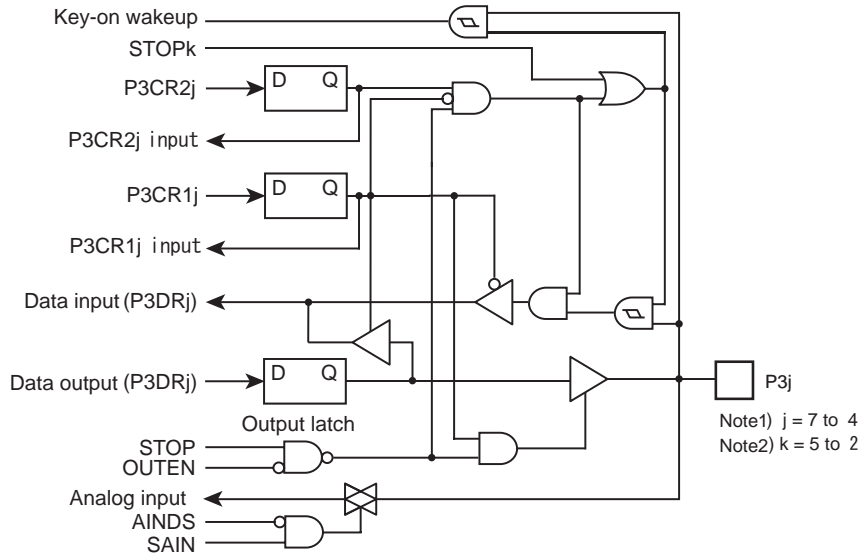 Key-on wakeup
STOPk
P3CR2j
D Q
P3CR2j input
P3CR1j
D Q
P3CR1j input
Data input (P3DRj)
Data output (P3DRj)
D Q
P3j
Output latch
Note1) j = 7 to 4
Note2) k = 5 to 2
STOP
OUTEN
Analog input
AINDS
SAIN